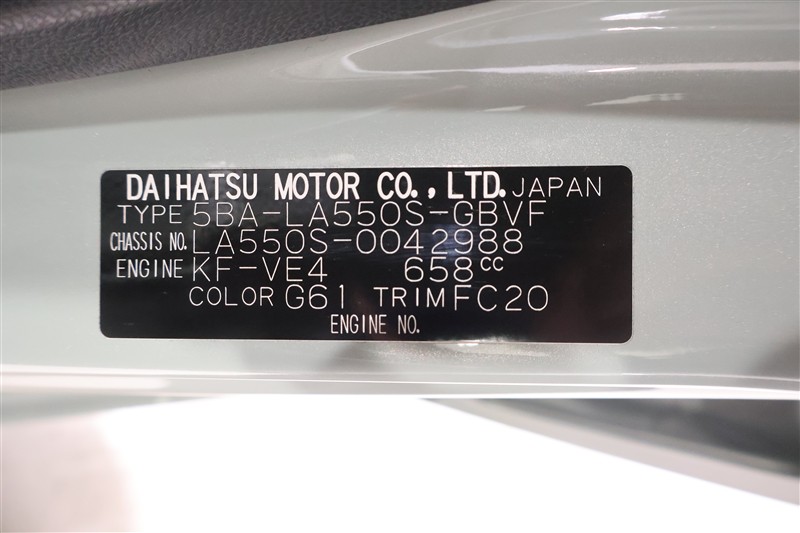 DAIHATSU MOTOR CO., LTD. JAPAN
TYPE 5BA-LA550S-GBVF
CHASSIS NO. LA550S-0042988
ENGINE KF-VE4 658cc
COLOR G61 TRIM FC20
ENGINE NO.